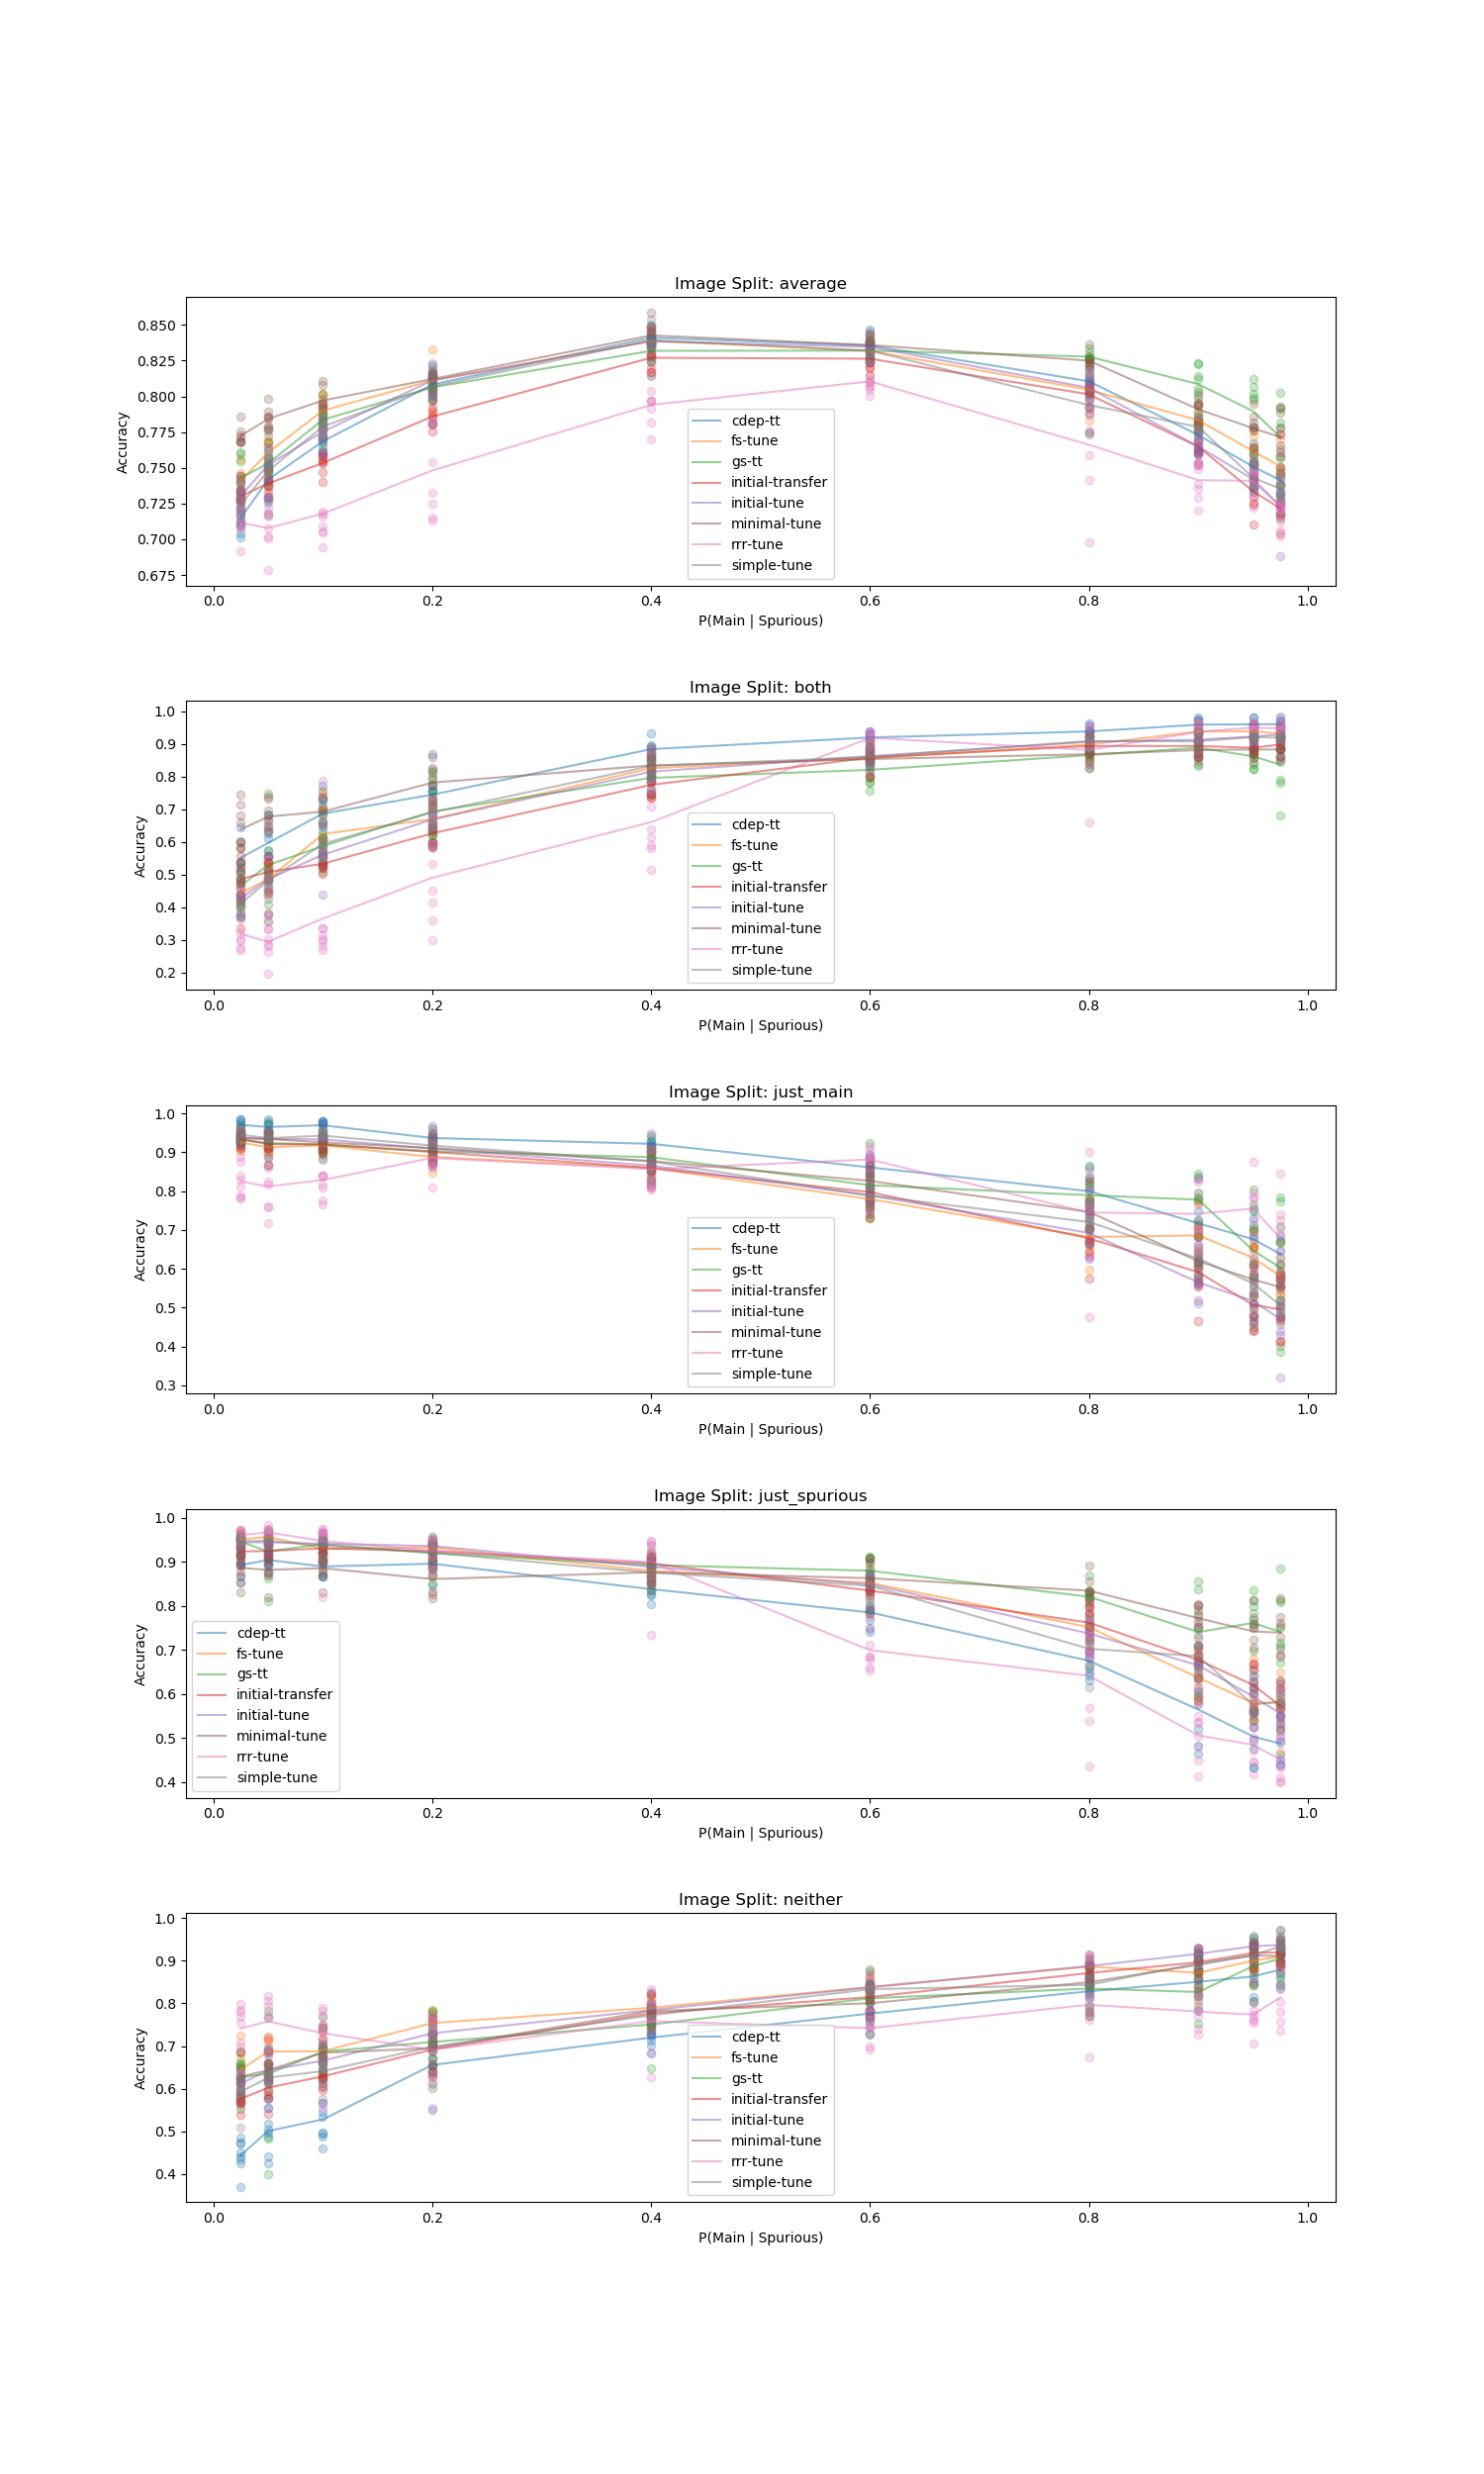 Image Split: average
0.850
0.825
0.800
0.775
0.750
0.725
0.700
0.675
Accuracy
cdep-tt
fs-tune
gs-tt
initial-transfer
initial-tune
minimal-tune
rrr-tune
simple-tune
0.0 0.2 0.4 0.6 0.8 1.0
P(Main | Spurious)
Image Split: both
1.0
0.9
0.8
0.7
0.6
0.5
0.4
0.3
0.2
Accuracy
cdep-tt
fs-tune
gs-tt
initial-transfer
initial-tune
minimal-tune
rrr-tune
simple-tune
0.0 0.2 0.4 0.6 0.8 1.0
P(Main | Spurious)
Image Split: just_main
1.0
0.9
0.8
0.7
0.6
0.5
0.4
0.3
Accuracy
cdep-tt
fs-tune
gs-tt
initial-transfer
initial-tune
minimal-tune
rrr-tune
simple-tune
0.0 0.2 0.4 0.6 0.8 1.0
P(Main | Spurious)
Image Split: just_spurious
1.0
0.9
0.8
0.7
0.6
0.5
0.4
Accuracy
cdep-tt
fs-tune
gs-tt
initial-transfer
initial-tune
minimal-tune
rrr-tune
simple-tune
0.0 0.2 0.4 0.6 0.8 1.0
P(Main | Spurious)
Image Split: neither
1.0
0.9
0.8
0.7
0.6
0.5
0.4
Accuracy
cdep-tt
fs-tune
gs-tt
initial-transfer
initial-tune
minimal-tune
rrr-tune
simple-tune
0.0 0.2 0.4 0.6 0.8 1.0
P(Main | Spurious)